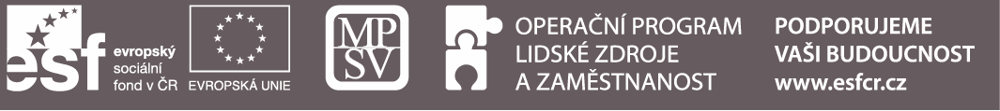 esf
evropský
sociální
fond v ČR
EVROPSKÁ UNIE
MP
SV
OPERAČNÍ PROGRAM
LIDSKÉ ZDROJE
A ZAMĚSTNANOST
PODPORUJEME
VAŠI BUDOUCNOST
www.esfcr.cz